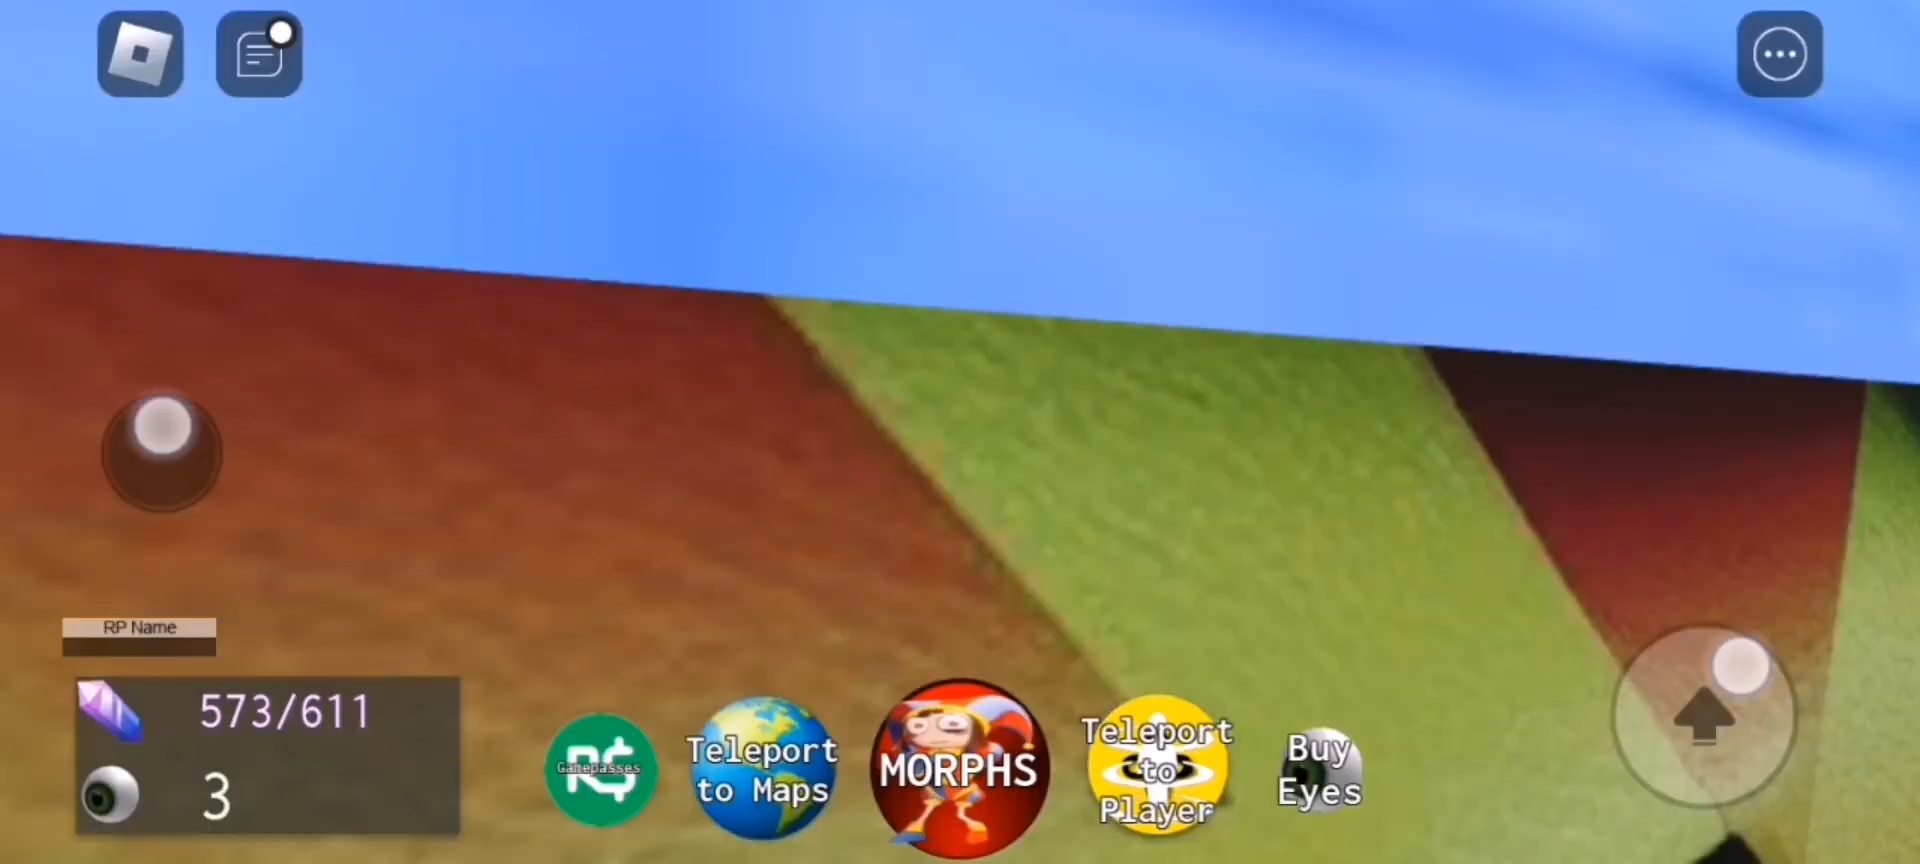 RP Name
573/611
3
Gamepasses
R$
Teleport
to Maps
MORPHS
Teleport
to
Player
Buy
Eyes